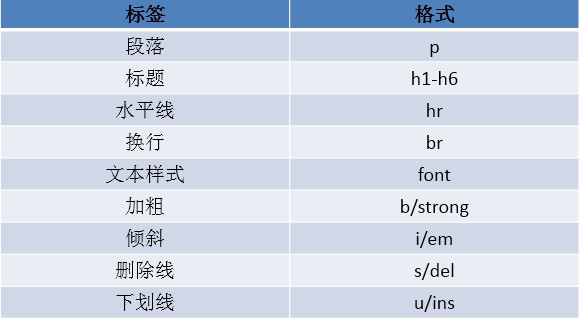 标签 格式
段落 p
标题 h1-h6
水平线 hr
换行 br
文本样式 font
加粗 b/strong
倾斜 i/em
删除线 s/del
下划线 u/ins